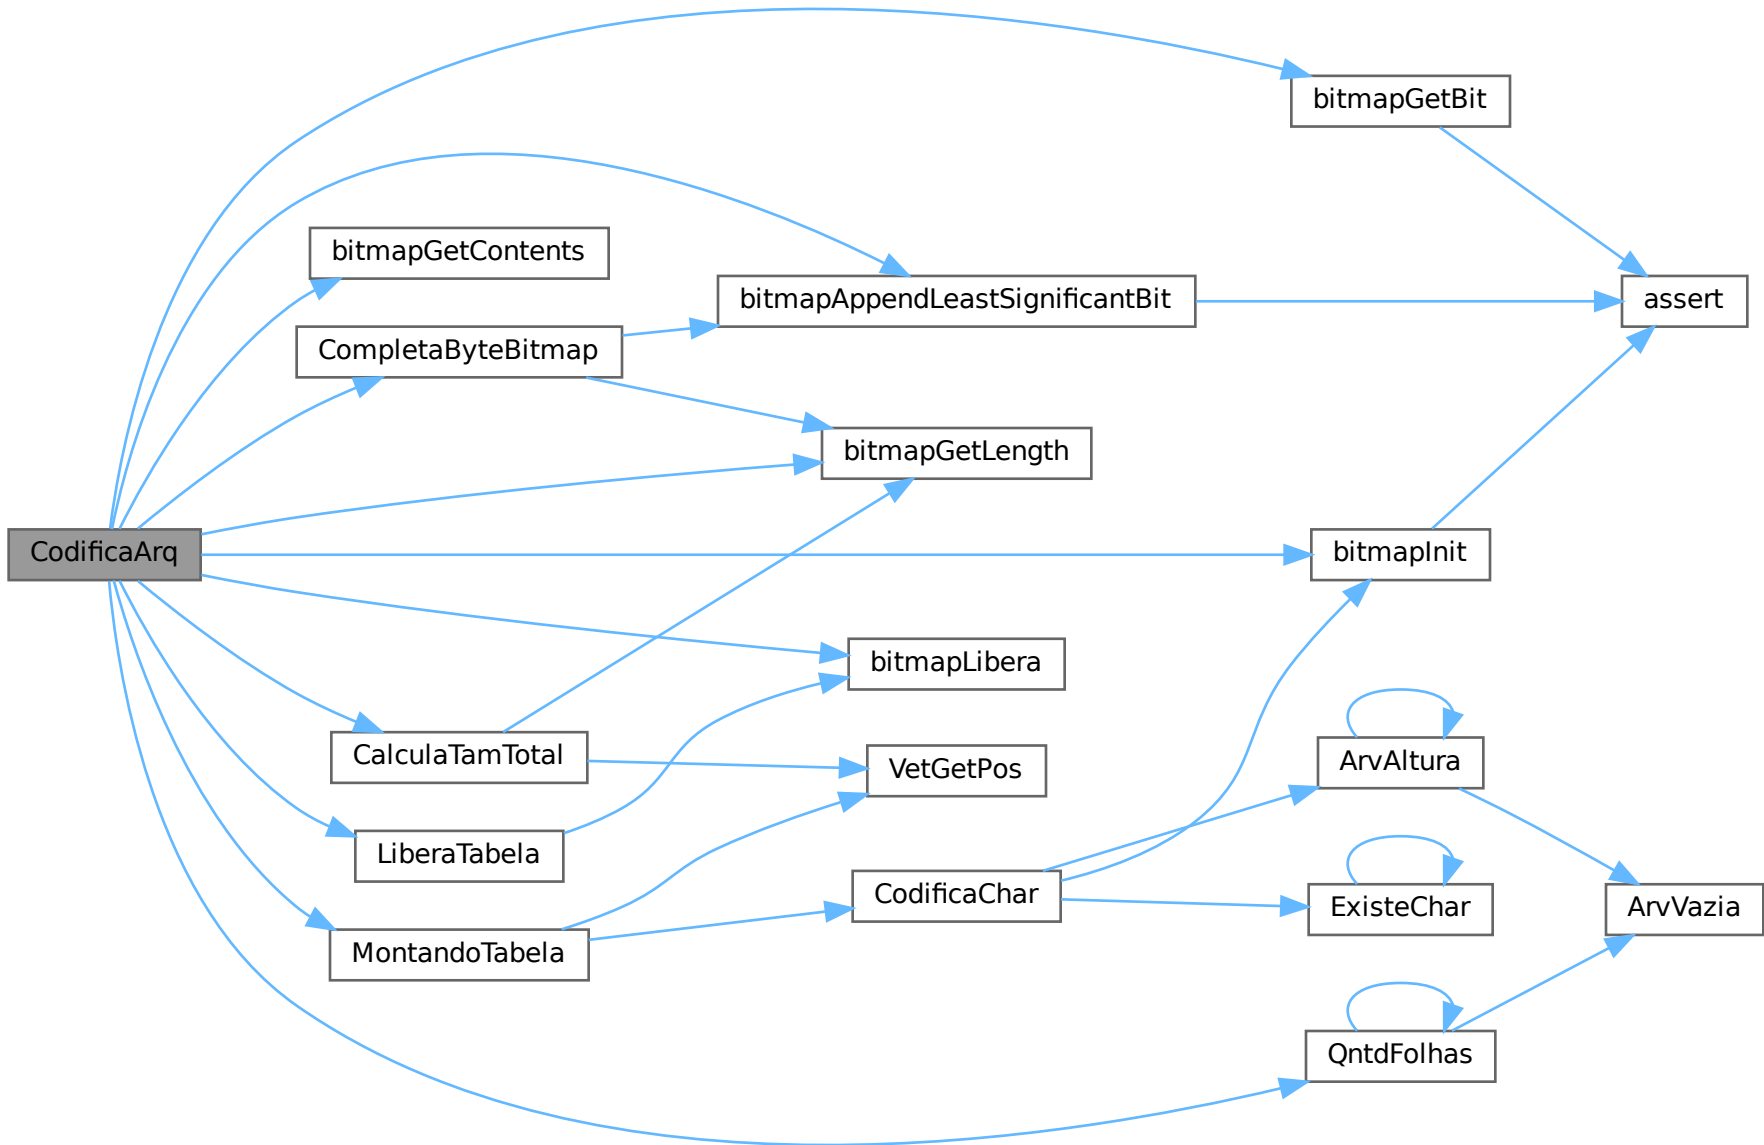 bitmapGetBit
bitmapGetContents
bitmapAppendLeastSignificantBit
assert
CompletaByteBitmap
bitmapGetLength
CodificaArq
bitmapInit
bitmapLibera
CalculaTamTotal
VetGetPos
ArvAltura
LiberaTabela
CodificaChar
ExisteChar
ArvVazia
MontandoTabela
QntdFolhas